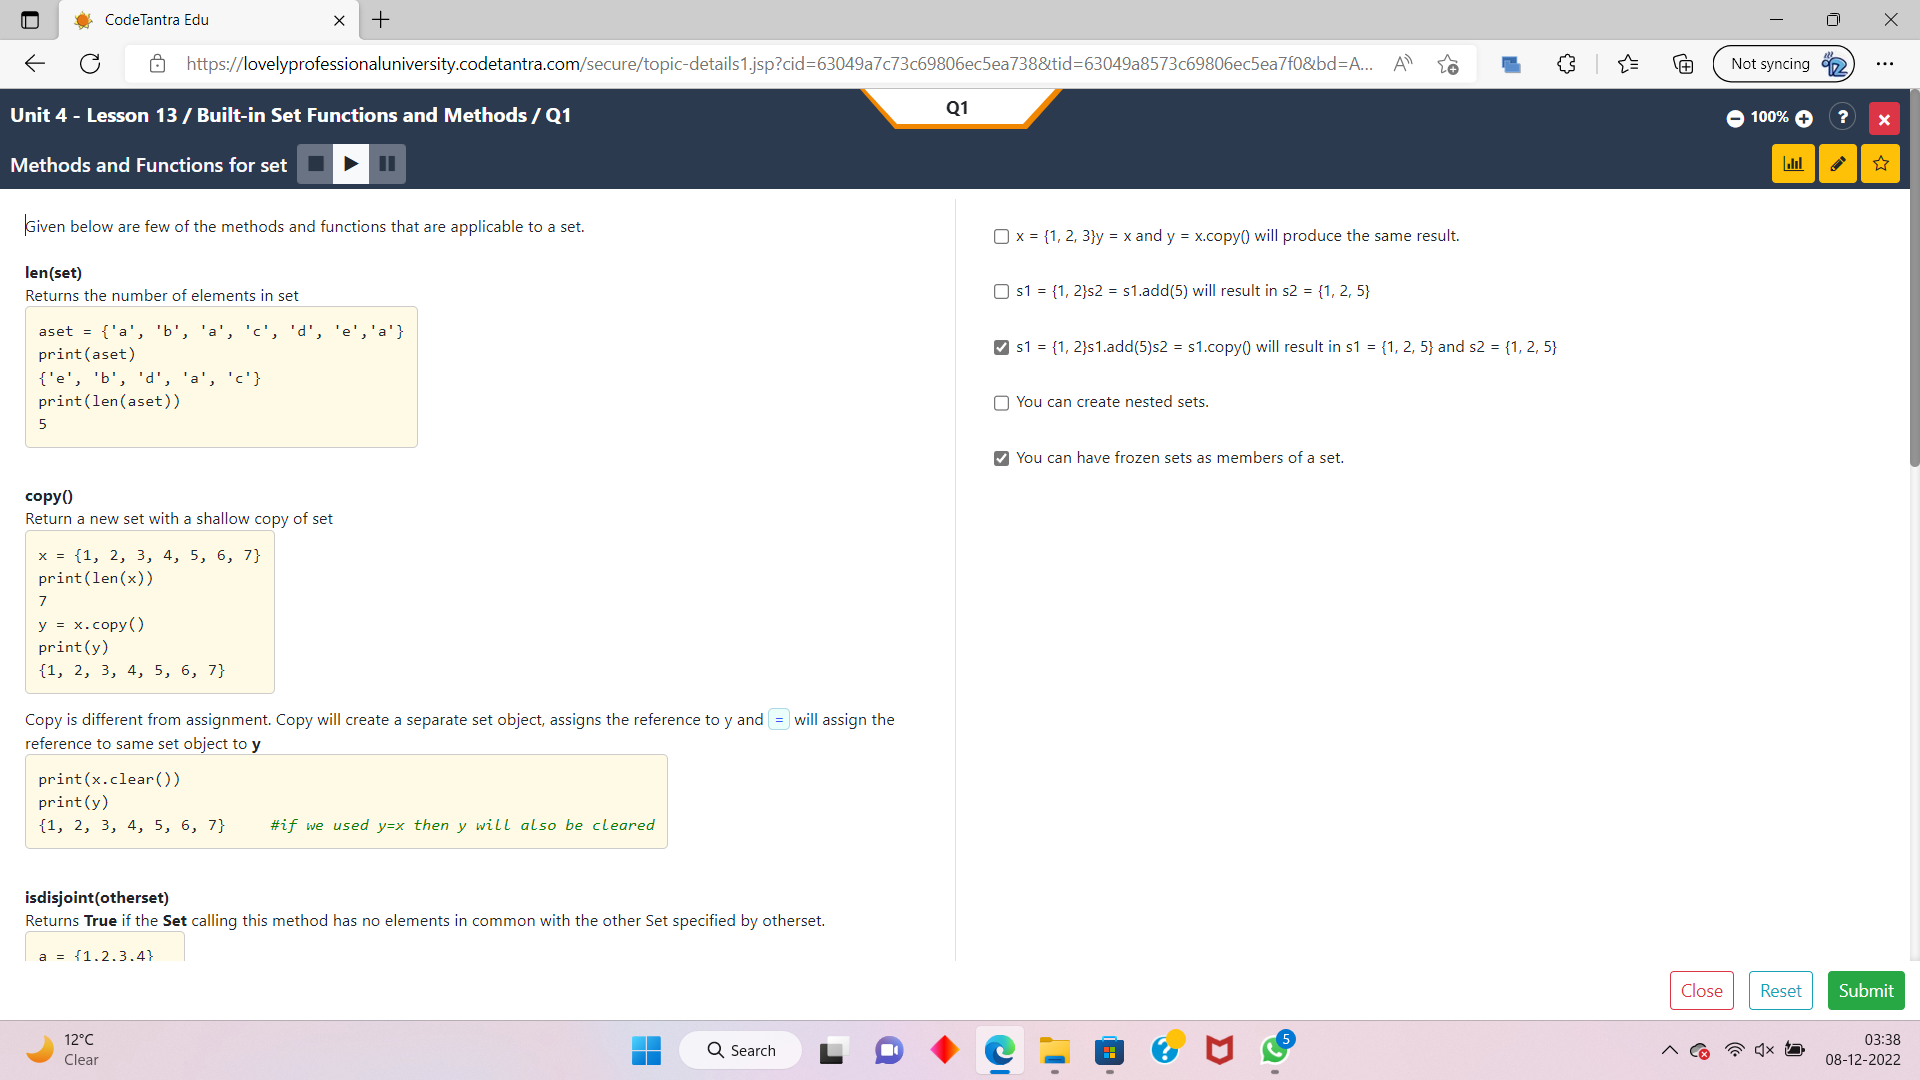 CodeTantra Edu
https://lovelyprofessionaluniversity.codetantra.com/secure/topic-details1.jsp?cid=63049a7c73c69806ec5ea738&tid=63049a8573c69806ec5ea7f0&bd=A...
Not syncing
Unit 4 - Lesson 13 / Built-in Set Functions and Methods / Q1
Q1
100%
?
Methods and Functions for set
Given below are few of the methods and functions that are applicable to a set.
len(set)
Returns the number of elements in set
aset = {'a', 'b', 'a', 'c', 'd', 'e','a'}
print(aset)
{'e', 'b', 'd', 'a', 'c'}
print(len(aset))
5
copy()
Return a new set with a shallow copy of set
x = {1, 2, 3, 4, 5, 6, 7}
print(len(x))
7
y = x.copy()
print(y)
{1, 2, 3, 4, 5, 6, 7}
Copy is different from assignment. Copy will create a separate set object, assigns the reference to y and = will assign the
reference to same set object to y
print(x.clear())
print(y)
{1, 2, 3, 4, 5, 6, 7}     #if we used y=x then y will also be cleared
isdisjoint(otherset)
Returns True if the Set calling this method has no elements in common with the other Set specified by otherset.
a = {1,2,3,4}
x = {1, 2, 3}y = x and y = x.copy() will produce the same result.
s1 = {1, 2}s2 = s1.add(5) will result in s2 = {1, 2, 5}
s1 = {1, 2}s1.add(5)s2 = s1.copy() will result in s1 = {1, 2, 5} and s2 = {1, 2, 5}
You can create nested sets.
You can have frozen sets as members of a set.
Close
Reset
Submit
12°C
Clear
Search
5
03:38
08-12-2022